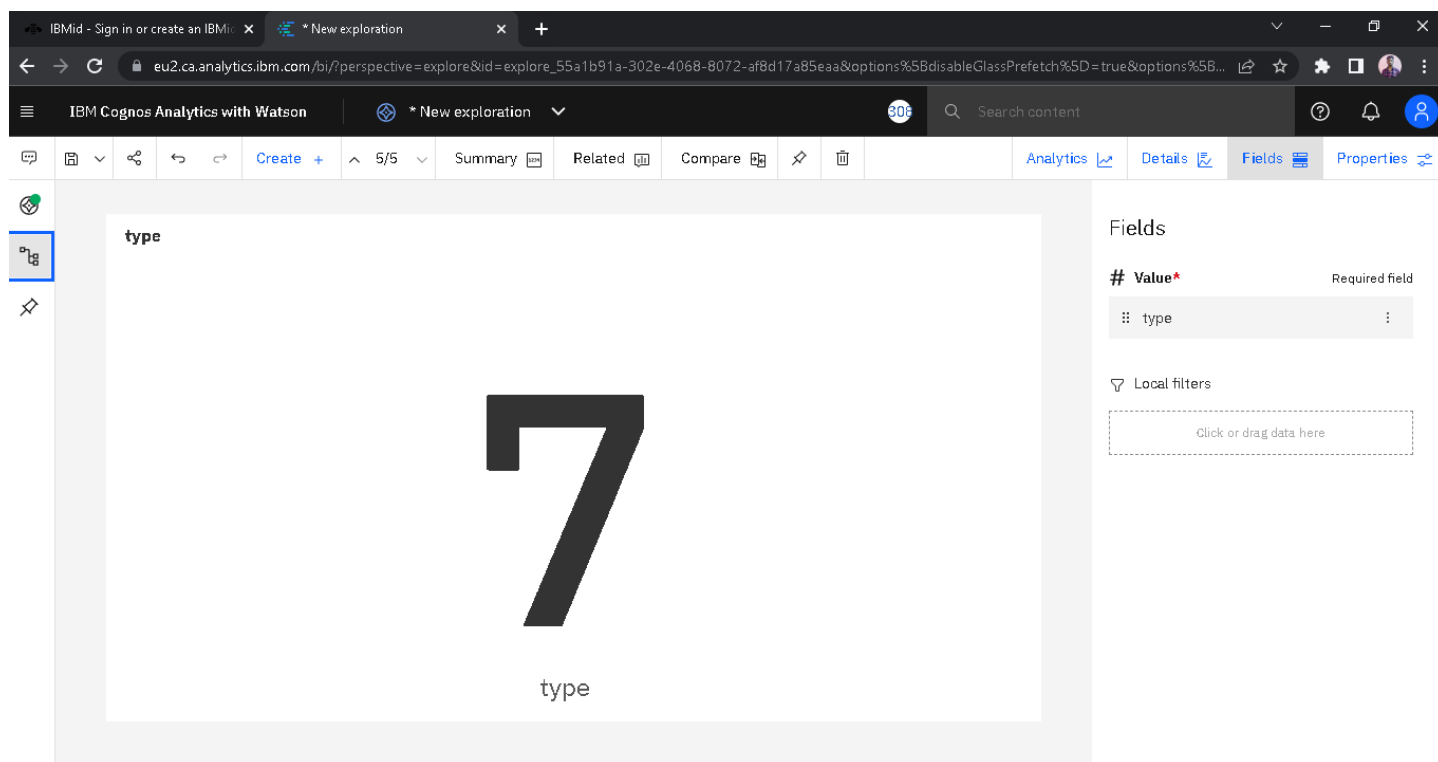 IBMid - Sign in or create an IBMid
* New exploration
eu2.ca.analytics.ibm.com/bi/?perspective=explore&id=explore_55a1b91a-302e-4068-8072-af8d17a85eaa&options%5BdisableGlassPrefetch%5D=true&options%5B...
IBM Cognos Analytics with Watson
* New exploration
308
Search content
Create +
5/5
Summary
Related
Compare
Analytics
Details
Fields
Properties
type
7
type
Fields
# Value*
Required field
type
Local filters
Click or drag data here